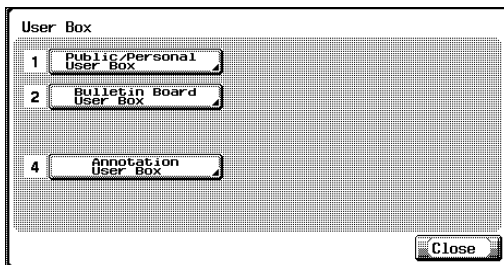 User Box
1 Public/Personal
User Box
2 Bulletin Board
User Box
4 Annotation
User Box
Close